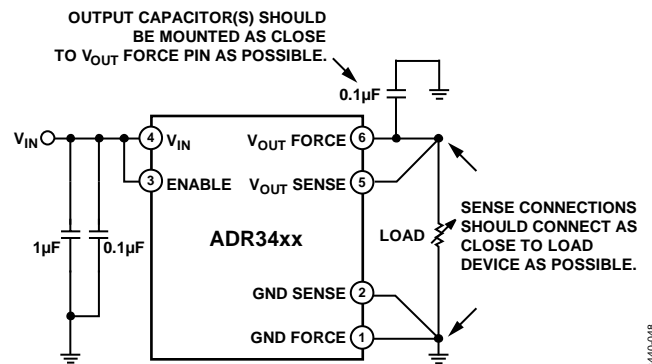 OUTPUT CAPACITOR(S) SHOULD
BE MOUNTED AS CLOSE
TO VOUT FORCE PIN AS POSSIBLE.
0.1µF
VIN
4
VIN
VOUT FORCE
6
3
ENABLE
VOUT SENSE
5
1µF
0.1µF
ADR34xx
LOAD
SENSE CONNECTIONS
SHOULD CONNECT AS
CLOSE TO LOAD
DEVICE AS POSSIBLE.
GND SENSE
2
GND FORCE
1